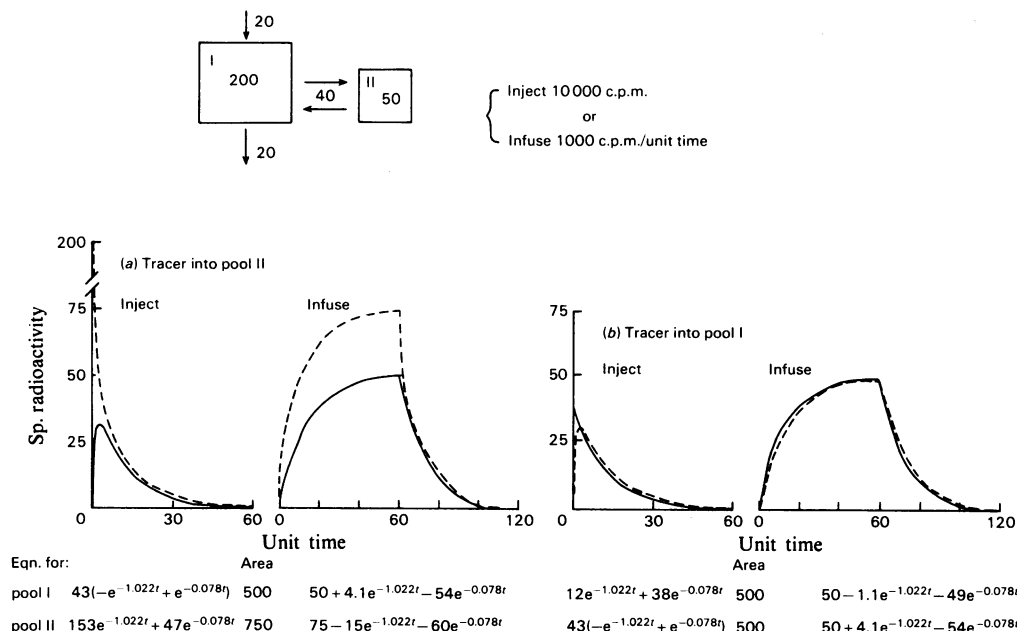 20
I
200
40
II
50
20
Inject 10 000 c.p.m.
or
Infuse 1000 c.p.m./unit time
Sp. radioactivity
200
75
50
25
0
(a) Tracer into pool II
Inject
Infuse
30
60
0
60
120
Unit time
75
50
25
0
(b) Tracer into pool I
Inject
Infuse
30
60
0
60
120
Unit time
Eqn. for:
Area
Area
pool I 43(−e^−1.022t + e^−0.078t) 500 50 + 4.1e^−1.022t − 54e^−0.078t 12e^−1.022t + 38e^−0.078t 500 50 − 1.1e^−1.022t − 49e^−0.078t
pool II 153e^−1.022t + 47e^−0.078t 750 75 − 15e^−1.022t − 60e^−0.078t 43(−e^−1.022t + e^−0.078t) 500 50 + 4.1e^−1.022t − 54e^−0.078t